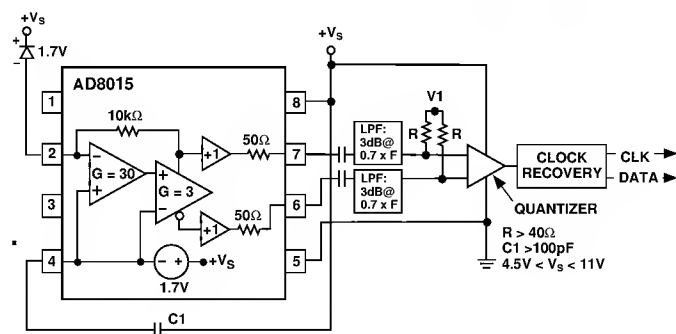 +VS
+
−
1.7V
AD8015
1
2
3
4
8
7
6
5
10kΩ
−
+
G = 30
+
−
G = 3
+1
50Ω
+1
50Ω
− +
+VS
1.7V
C1
+VS
LPF:
3dB@
0.7 x F
LPF:
3dB@
0.7 x F
V1
R
R
QUANTIZER
CLOCK
RECOVERY
CLK
DATA
R > 40Ω
C1 >100pF
4.5V < VS < 11V